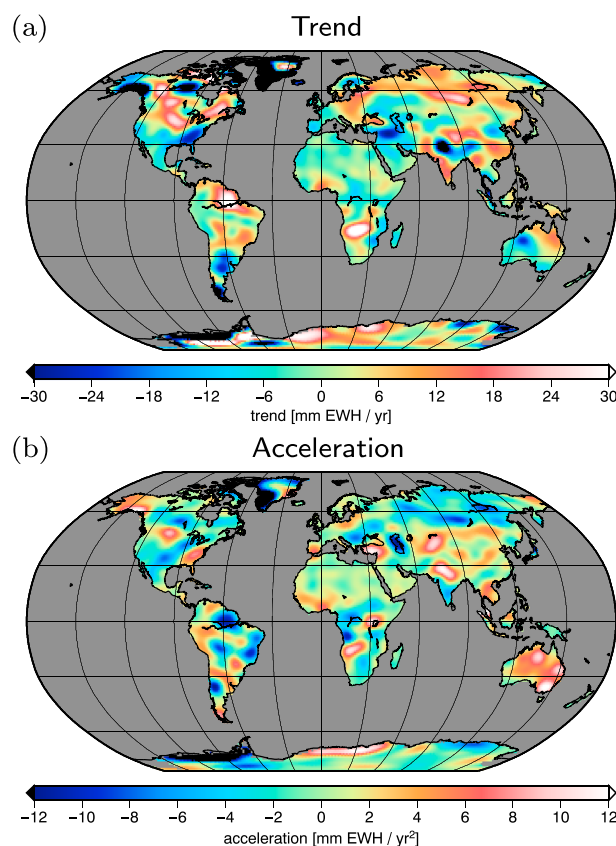 (a) Trend
−30 −24 −18 −12 −6 0 6 12 18 24 30
trend [mm EWH / yr]
(b) Acceleration
−12 −10 −8 −6 −4 −2 0 2 4 6 8 10 12
acceleration [mm EWH / yr²]